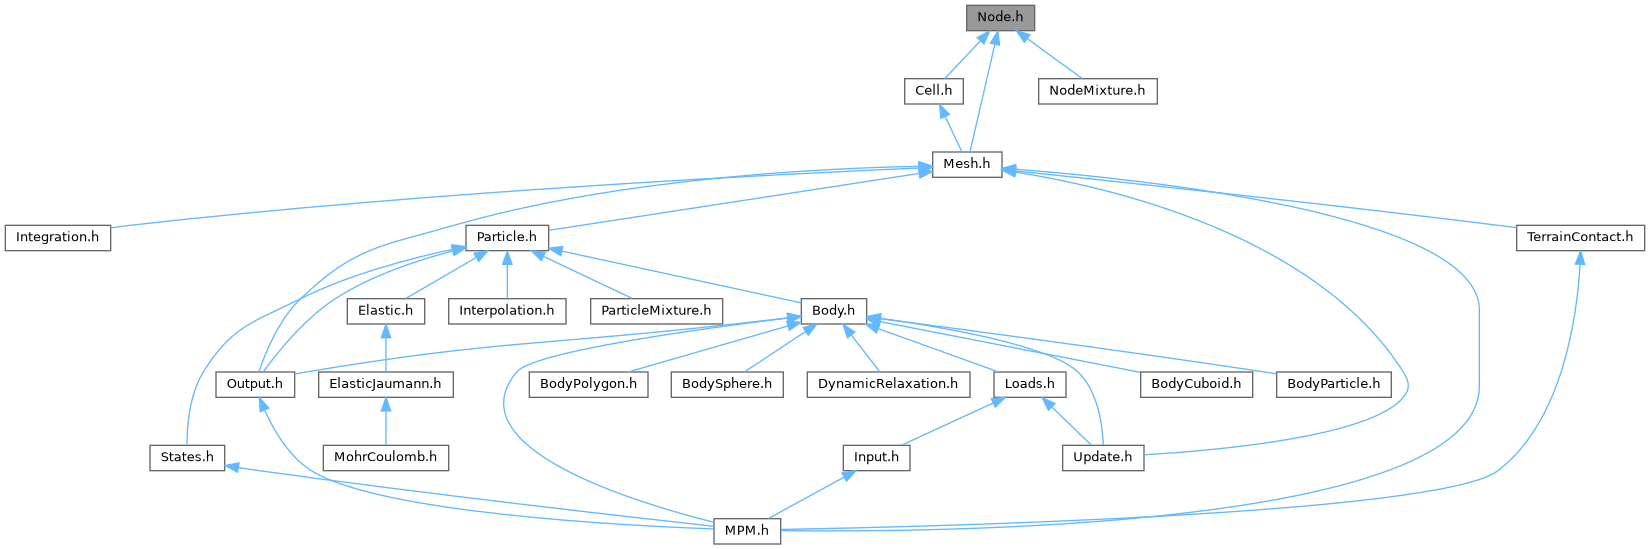 Node.h
Cell.h
NodeMixture.h
Mesh.h
Integration.h
Particle.h
TerrainContact.h
Elastic.h
Interpolation.h
ParticleMixture.h
Body.h
Output.h
ElasticJaumann.h
BodyPolygon.h
BodySphere.h
DynamicRelaxation.h
Loads.h
BodyCuboid.h
BodyParticle.h
States.h
MohrCoulomb.h
Input.h
Update.h
MPM.h